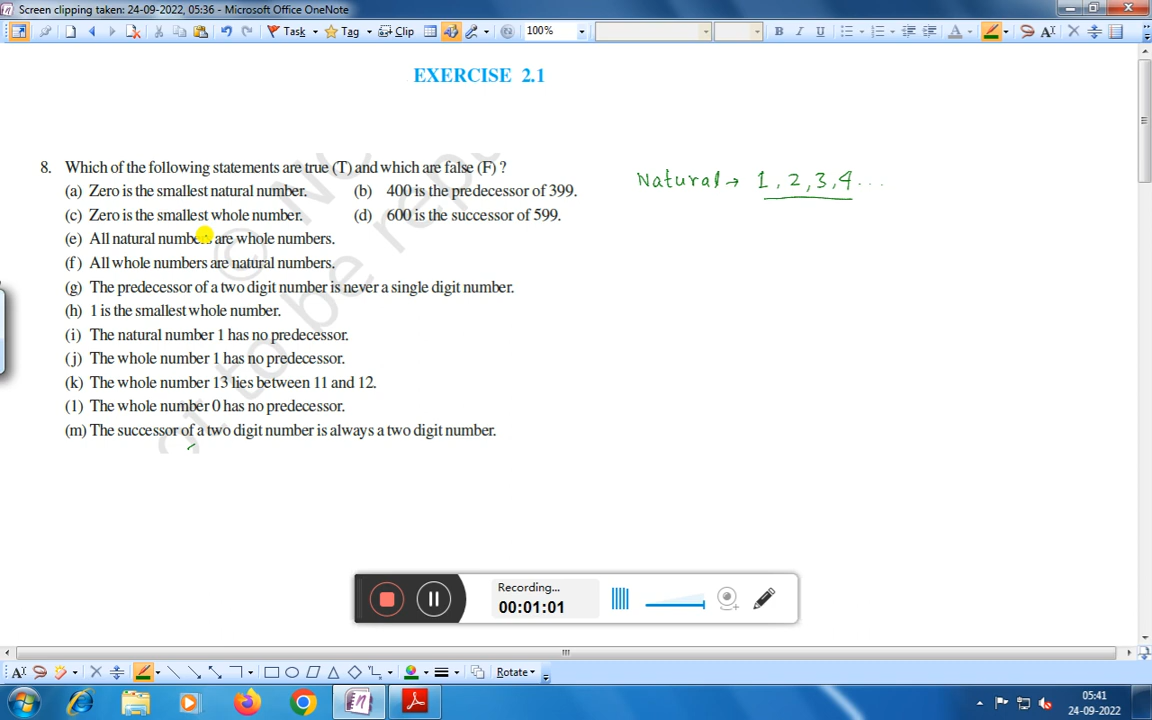 Screen clipping taken: 24-09-2022, 05:36 - Microsoft Office OneNote
Task Tag Clip 100% B I U
EXERCISE 2.1
8. Which of the following statements are true (T) and which are false (F) ?
(a) Zero is the smallest natural number. (b) 400 is the predecessor of 399.
Natural → 1, 2, 3, 4 ...
(c) Zero is the smallest whole number. (d) 600 is the successor of 599.
(e) All natural numbers are whole numbers.
(f) All whole numbers are natural numbers.
(g) The predecessor of a two digit number is never a single digit number.
(h) 1 is the smallest whole number.
(i) The natural number 1 has no predecessor.
(j) The whole number 1 has no predecessor.
(k) The whole number 13 lies between 11 and 12.
(l) The whole number 0 has no predecessor.
(m) The successor of a two digit number is always a two digit number.
Recording...
00:01:01
Rotate
05:41
24-09-2022